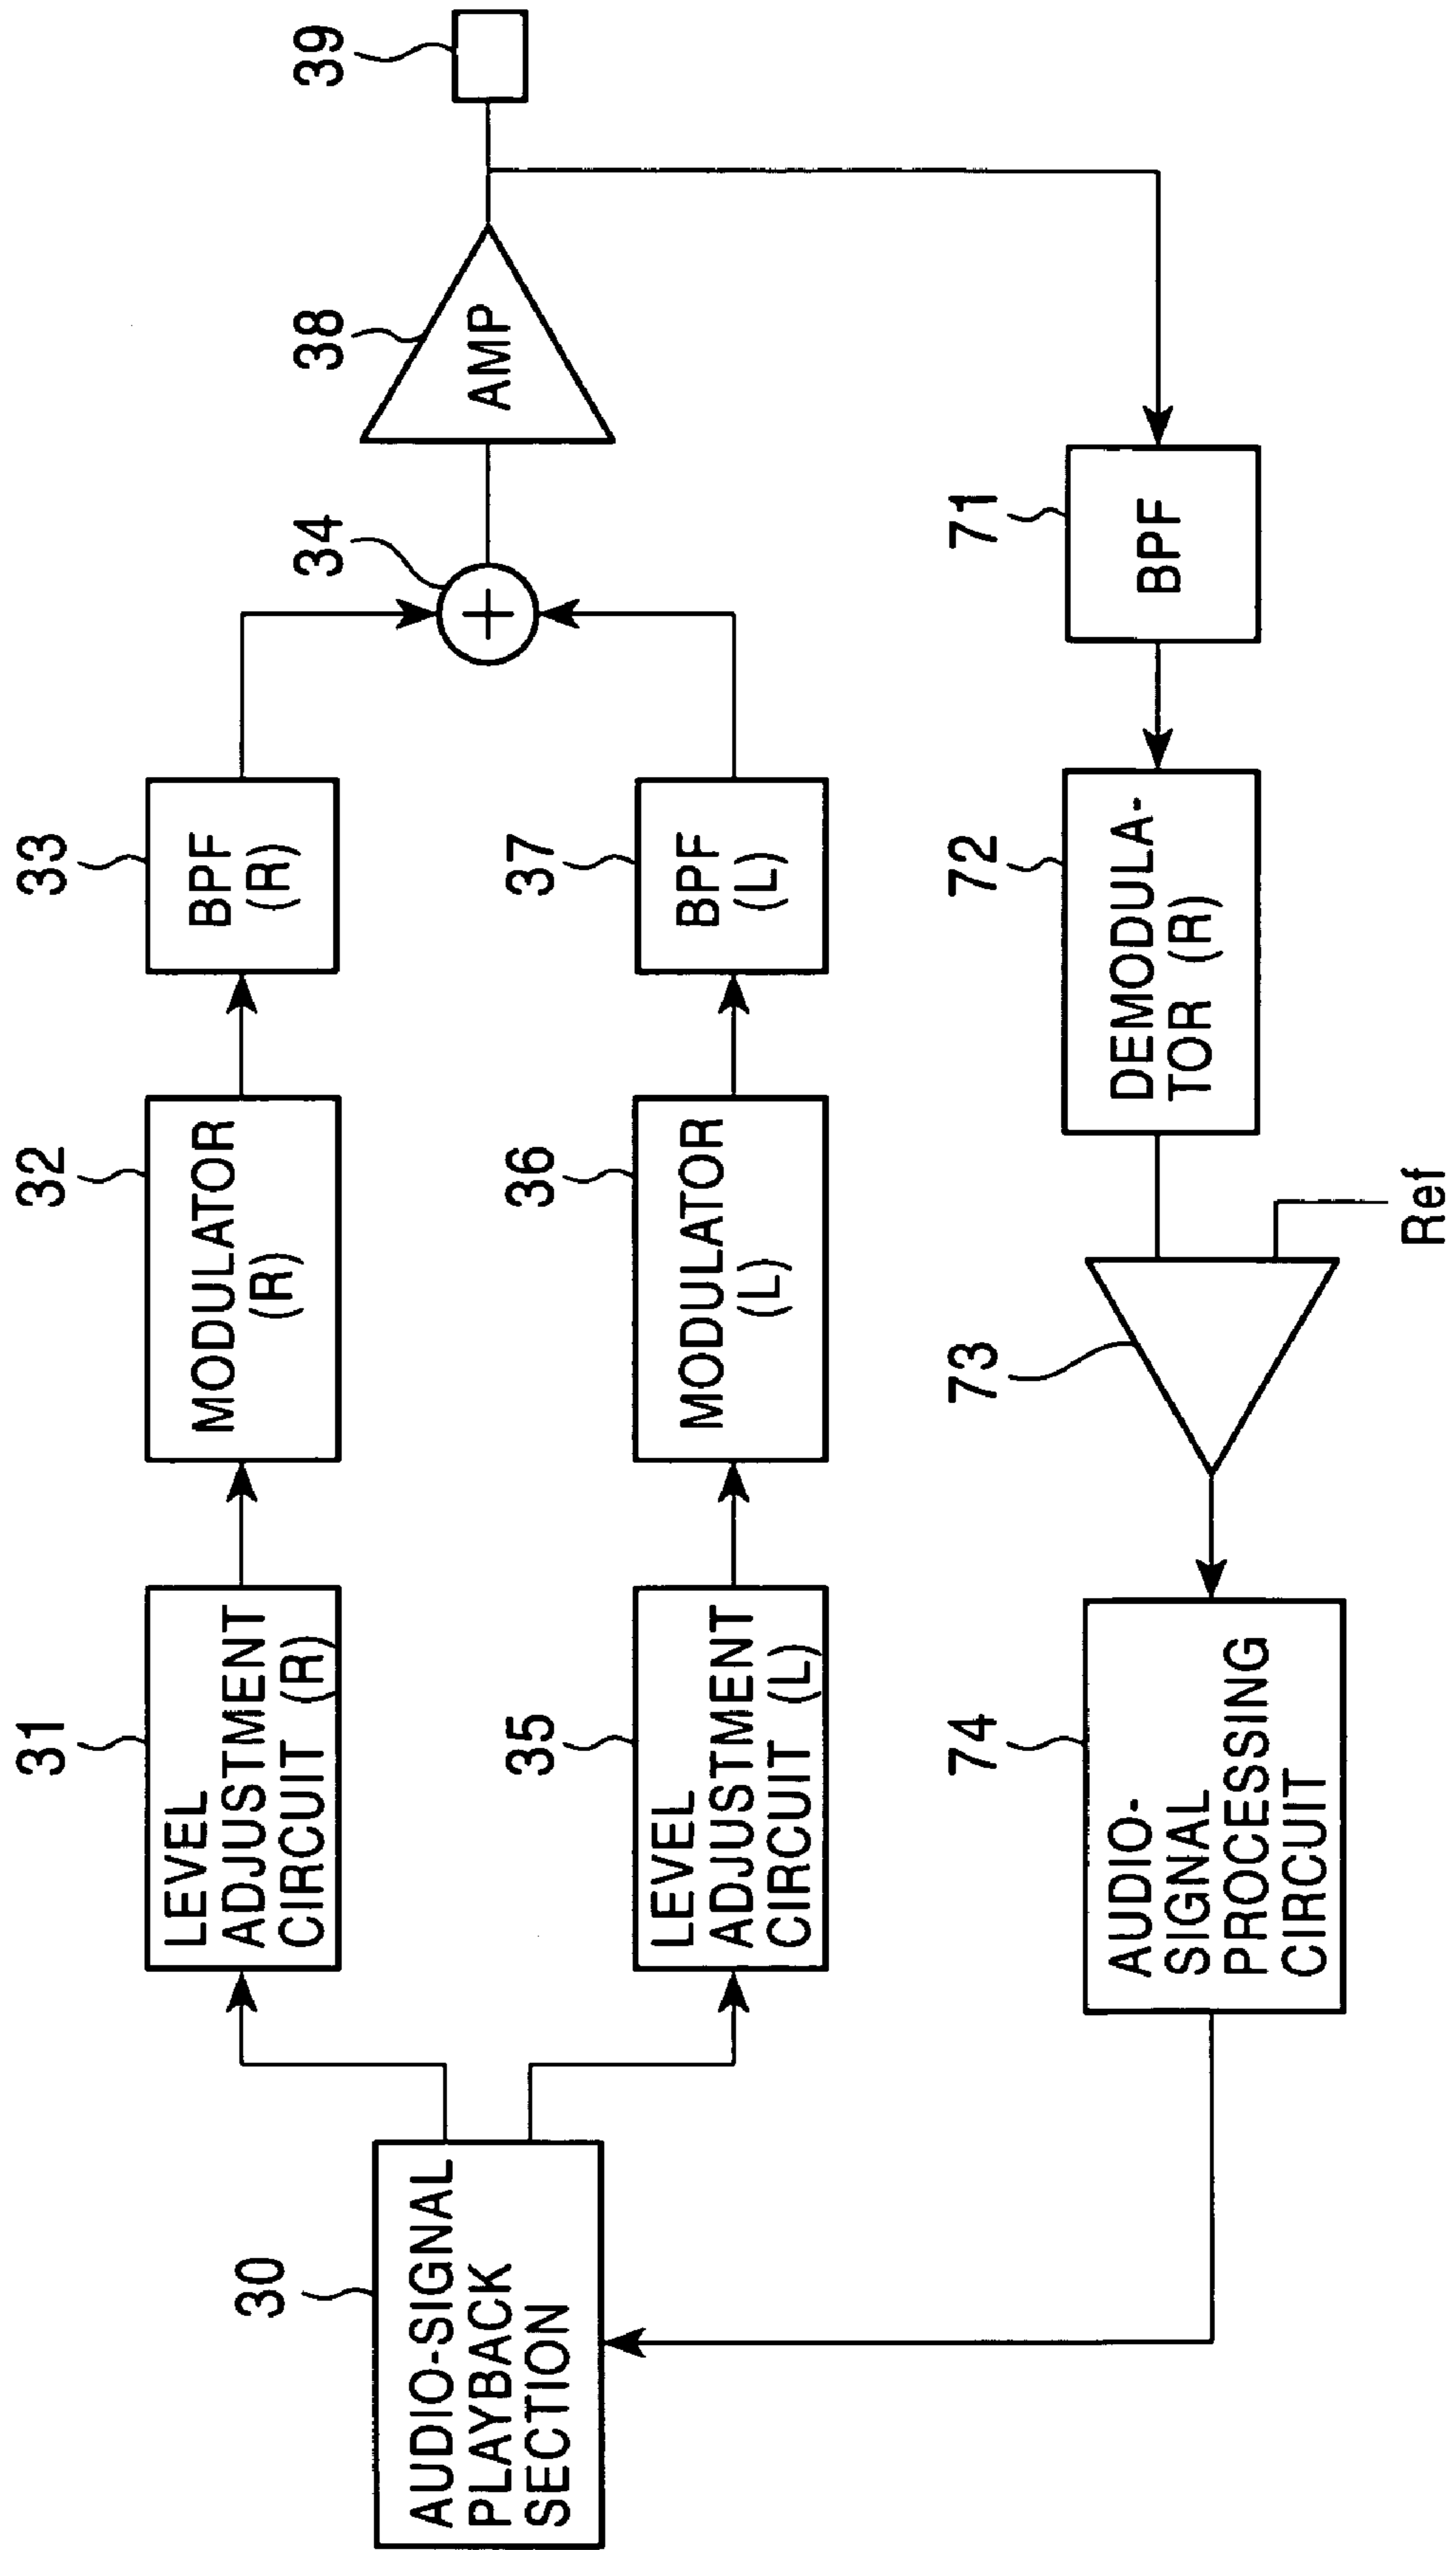 30
AUDIO-SIGNAL
PLAYBACK
SECTION
31
LEVEL
ADJUSTMENT
CIRCUIT (R)
32
MODULATOR
(R)
33
BPF
(R)
34
+
38
AMP
39
35
LEVEL
ADJUSTMENT
CIRCUIT (L)
36
MODULATOR
(L)
37
BPF
(L)
74
AUDIO-
SIGNAL
PROCESSING
CIRCUIT
73
Ref
72
DEMODULA-
TOR (R)
71
BPF